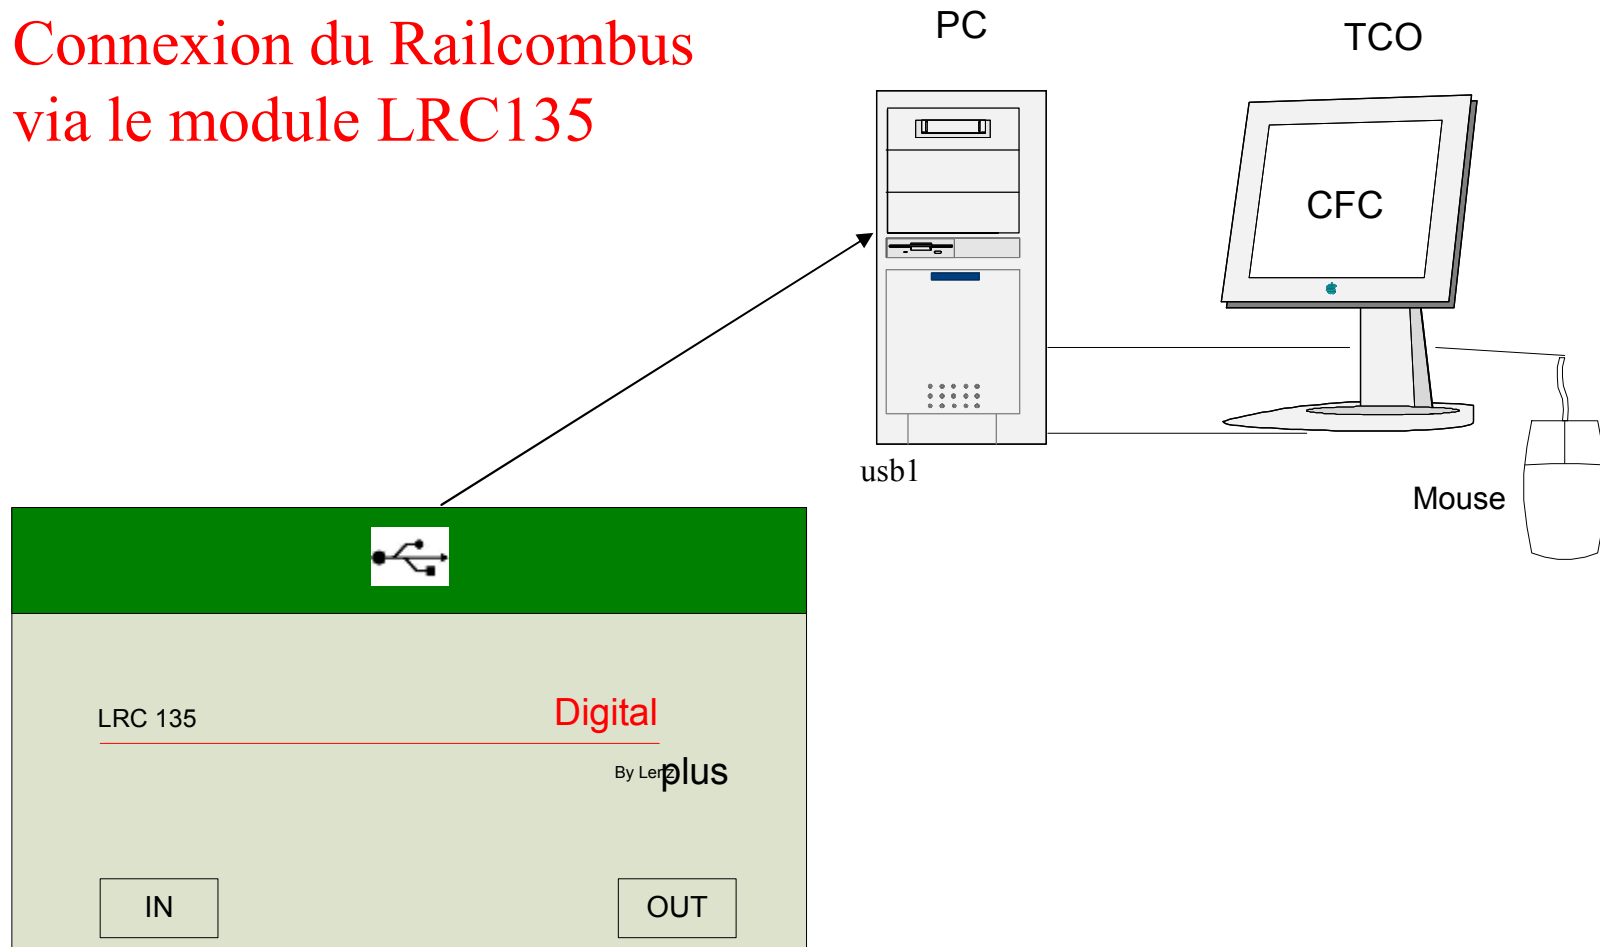 Connexion du Railcombus
via le module LRC135
PC
TCO
CFC
usb1
Mouse
LRC 135
Digital
By Lenz
plus
IN
OUT